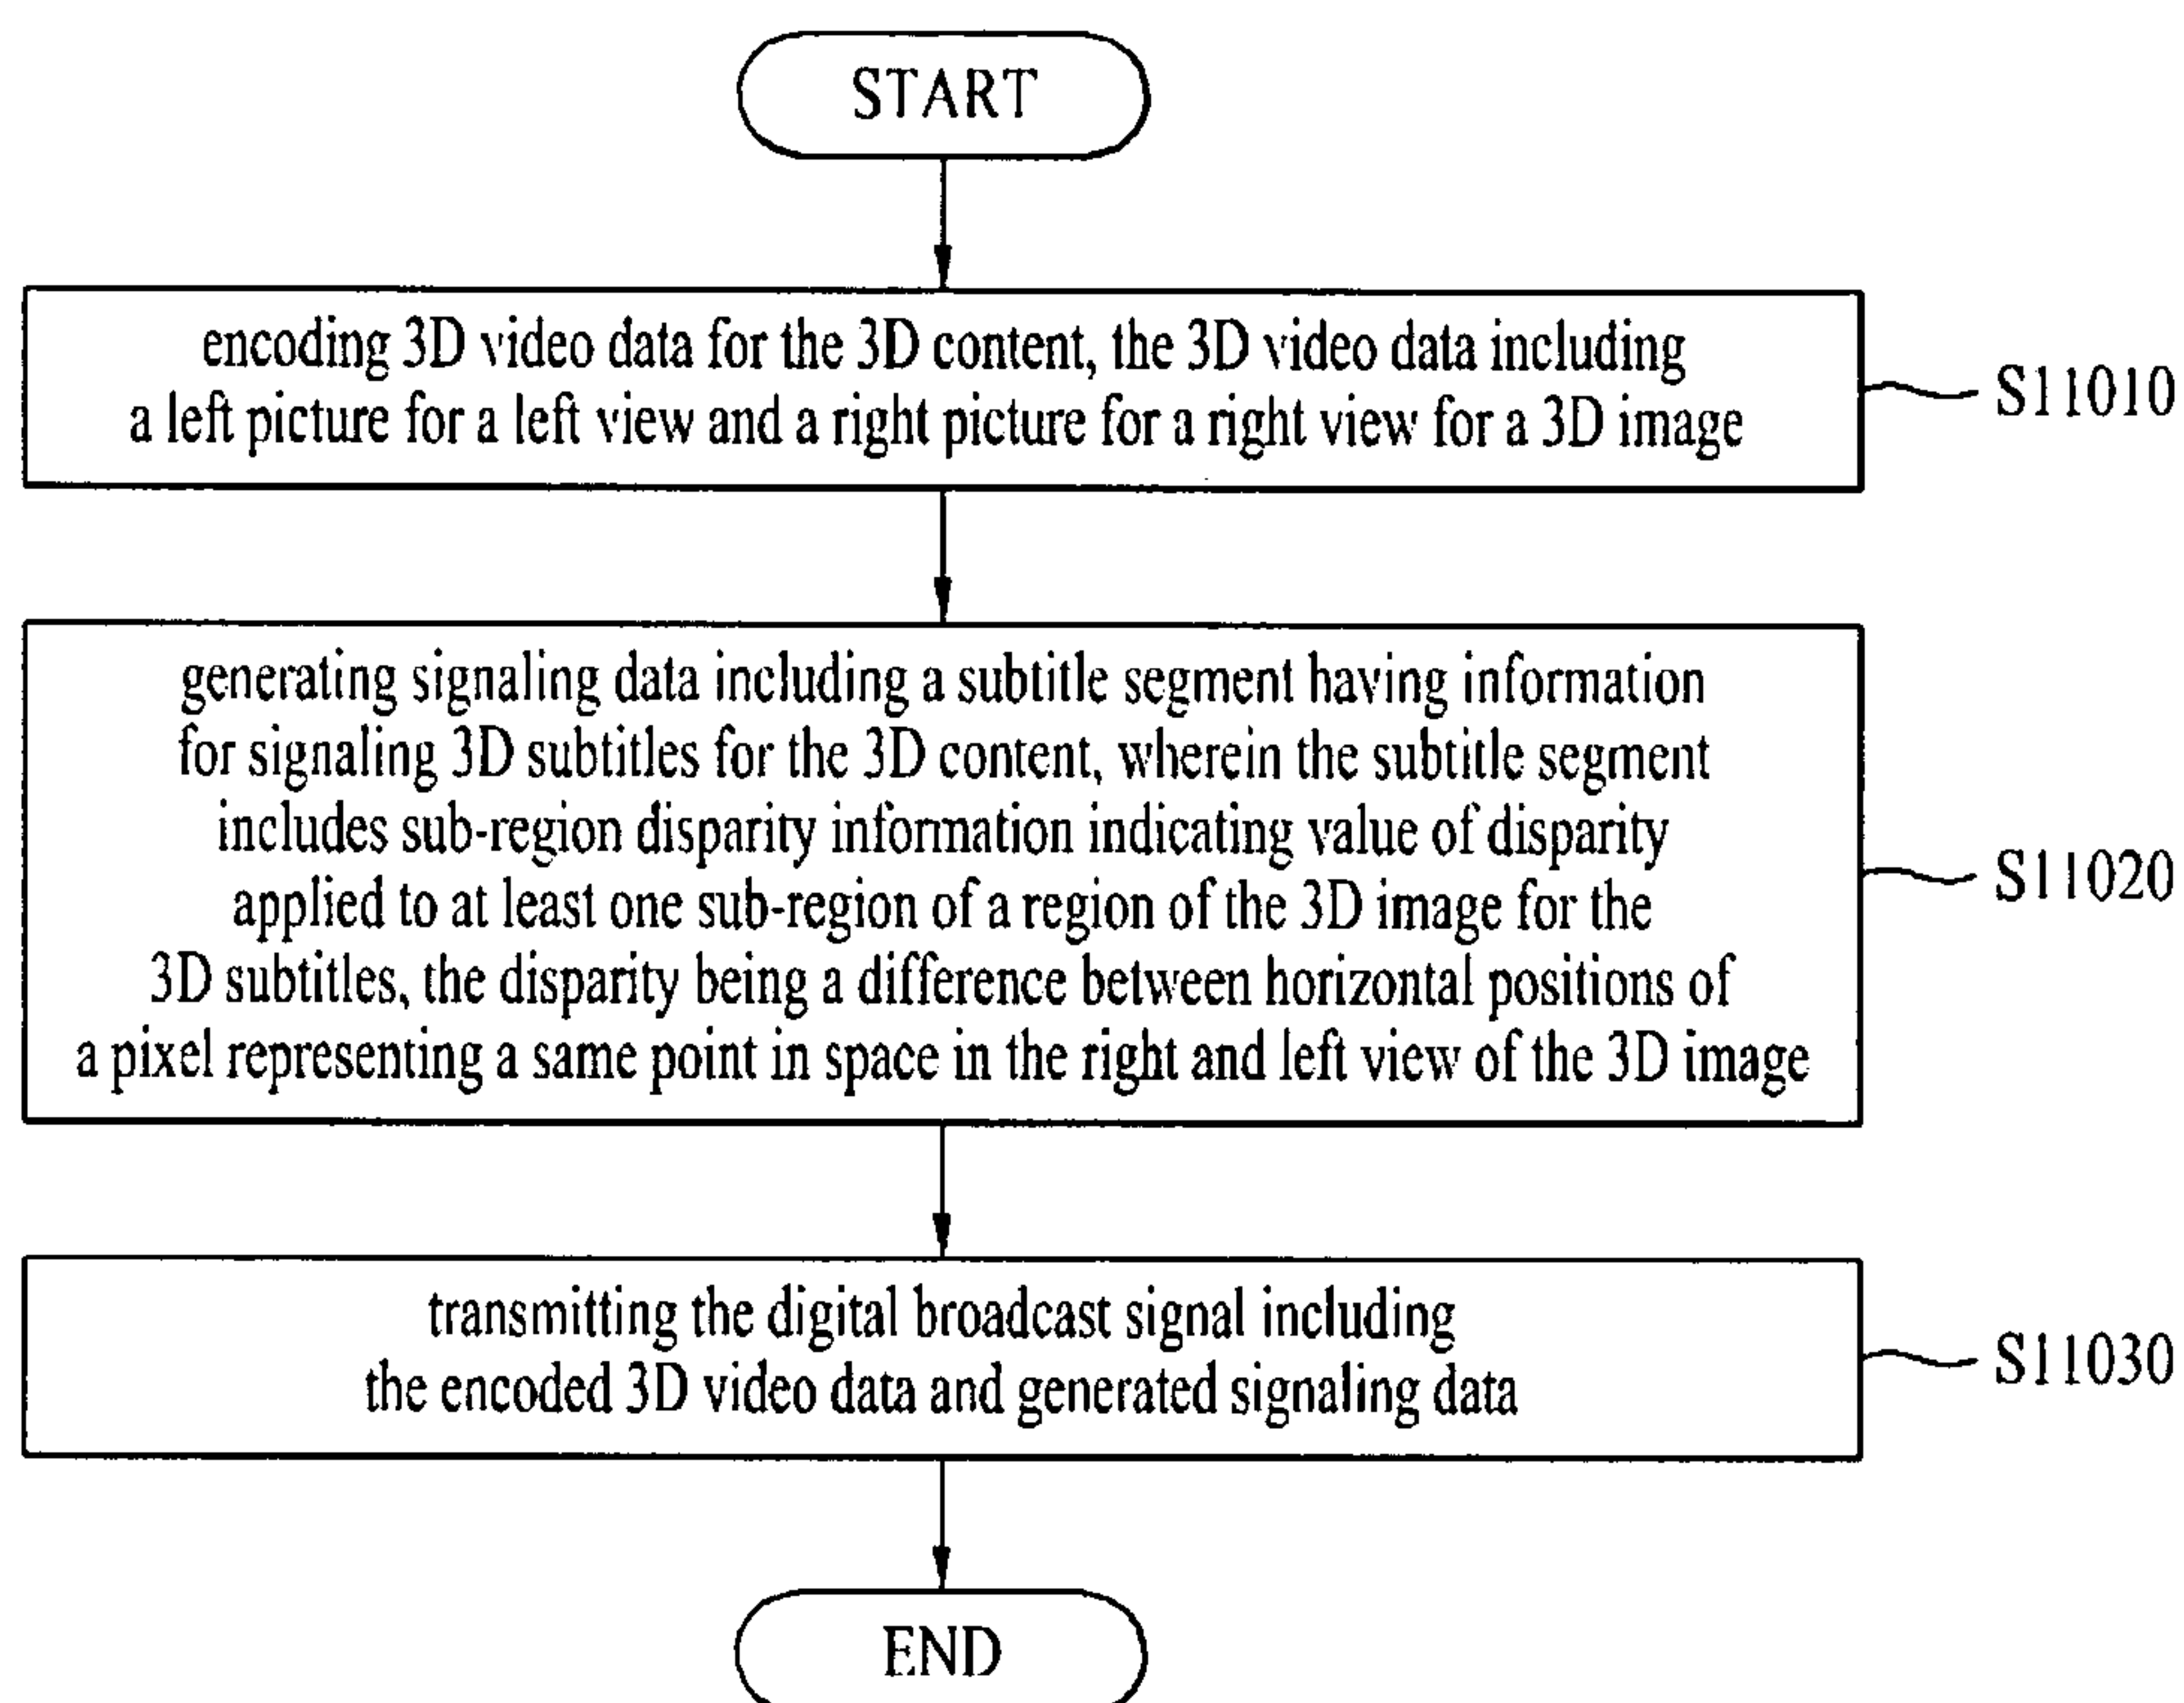 START
encoding 3D video data for the 3D content, the 3D video data including
a left picture for a left view and a right picture for a right view for a 3D image
S11010
generating signaling data including a subtitle segment having information
for signaling 3D subtitles for the 3D content, wherein the subtitle segment
includes sub-region disparity information indicating value of disparity
applied to at least one sub-region of a region of the 3D image for the
3D subtitles, the disparity being a difference between horizontal positions of
a pixel representing a same point in space in the right and left view of the 3D image
S11020
transmitting the digital broadcast signal including
the encoded 3D video data and generated signaling data
S11030
END